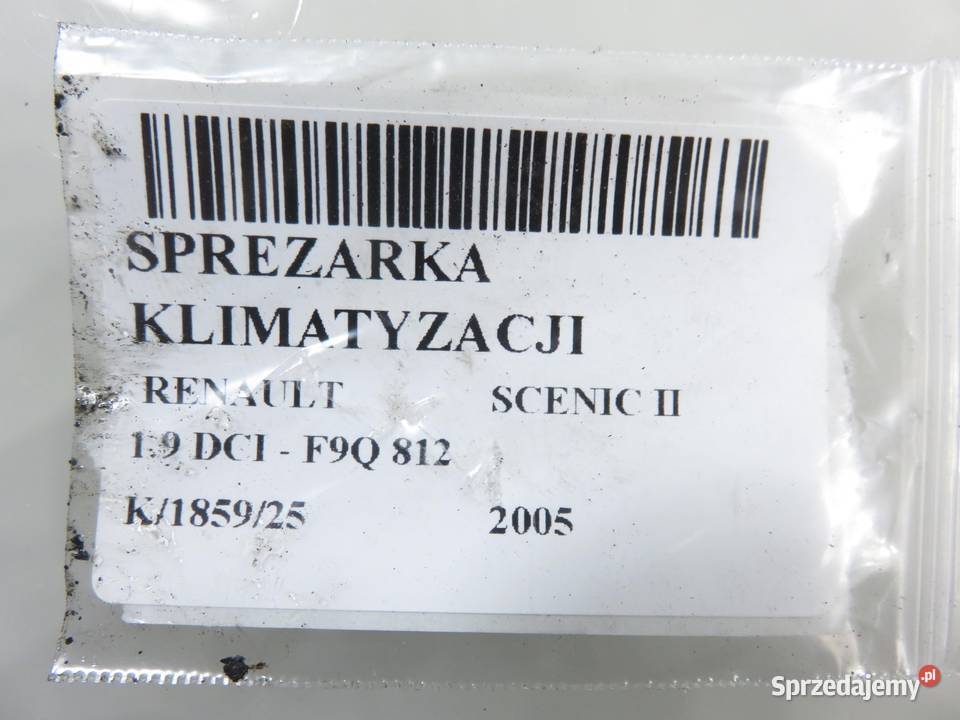 SPREZARKA
KLIMATYZACJI
RENAULT SCENIC II
1.9 DCI - F9Q 812
K/1859/25 2005
Sprzedajemy.pl